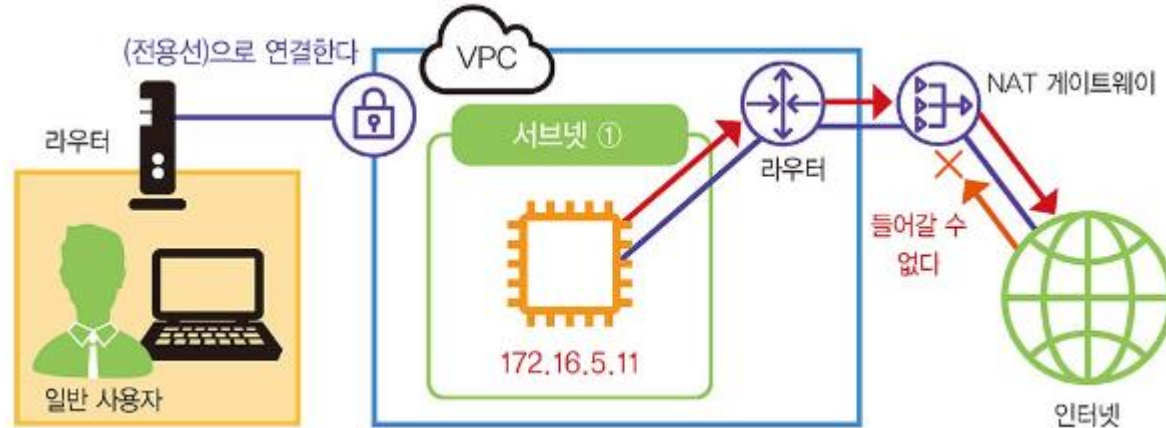 (전용선)으로 연결한다
VPC
NAT 게이트웨이
라우터
서브넷 ①
라우터
들어갈 수
없다
172.16.5.11
일반 사용자
인터넷